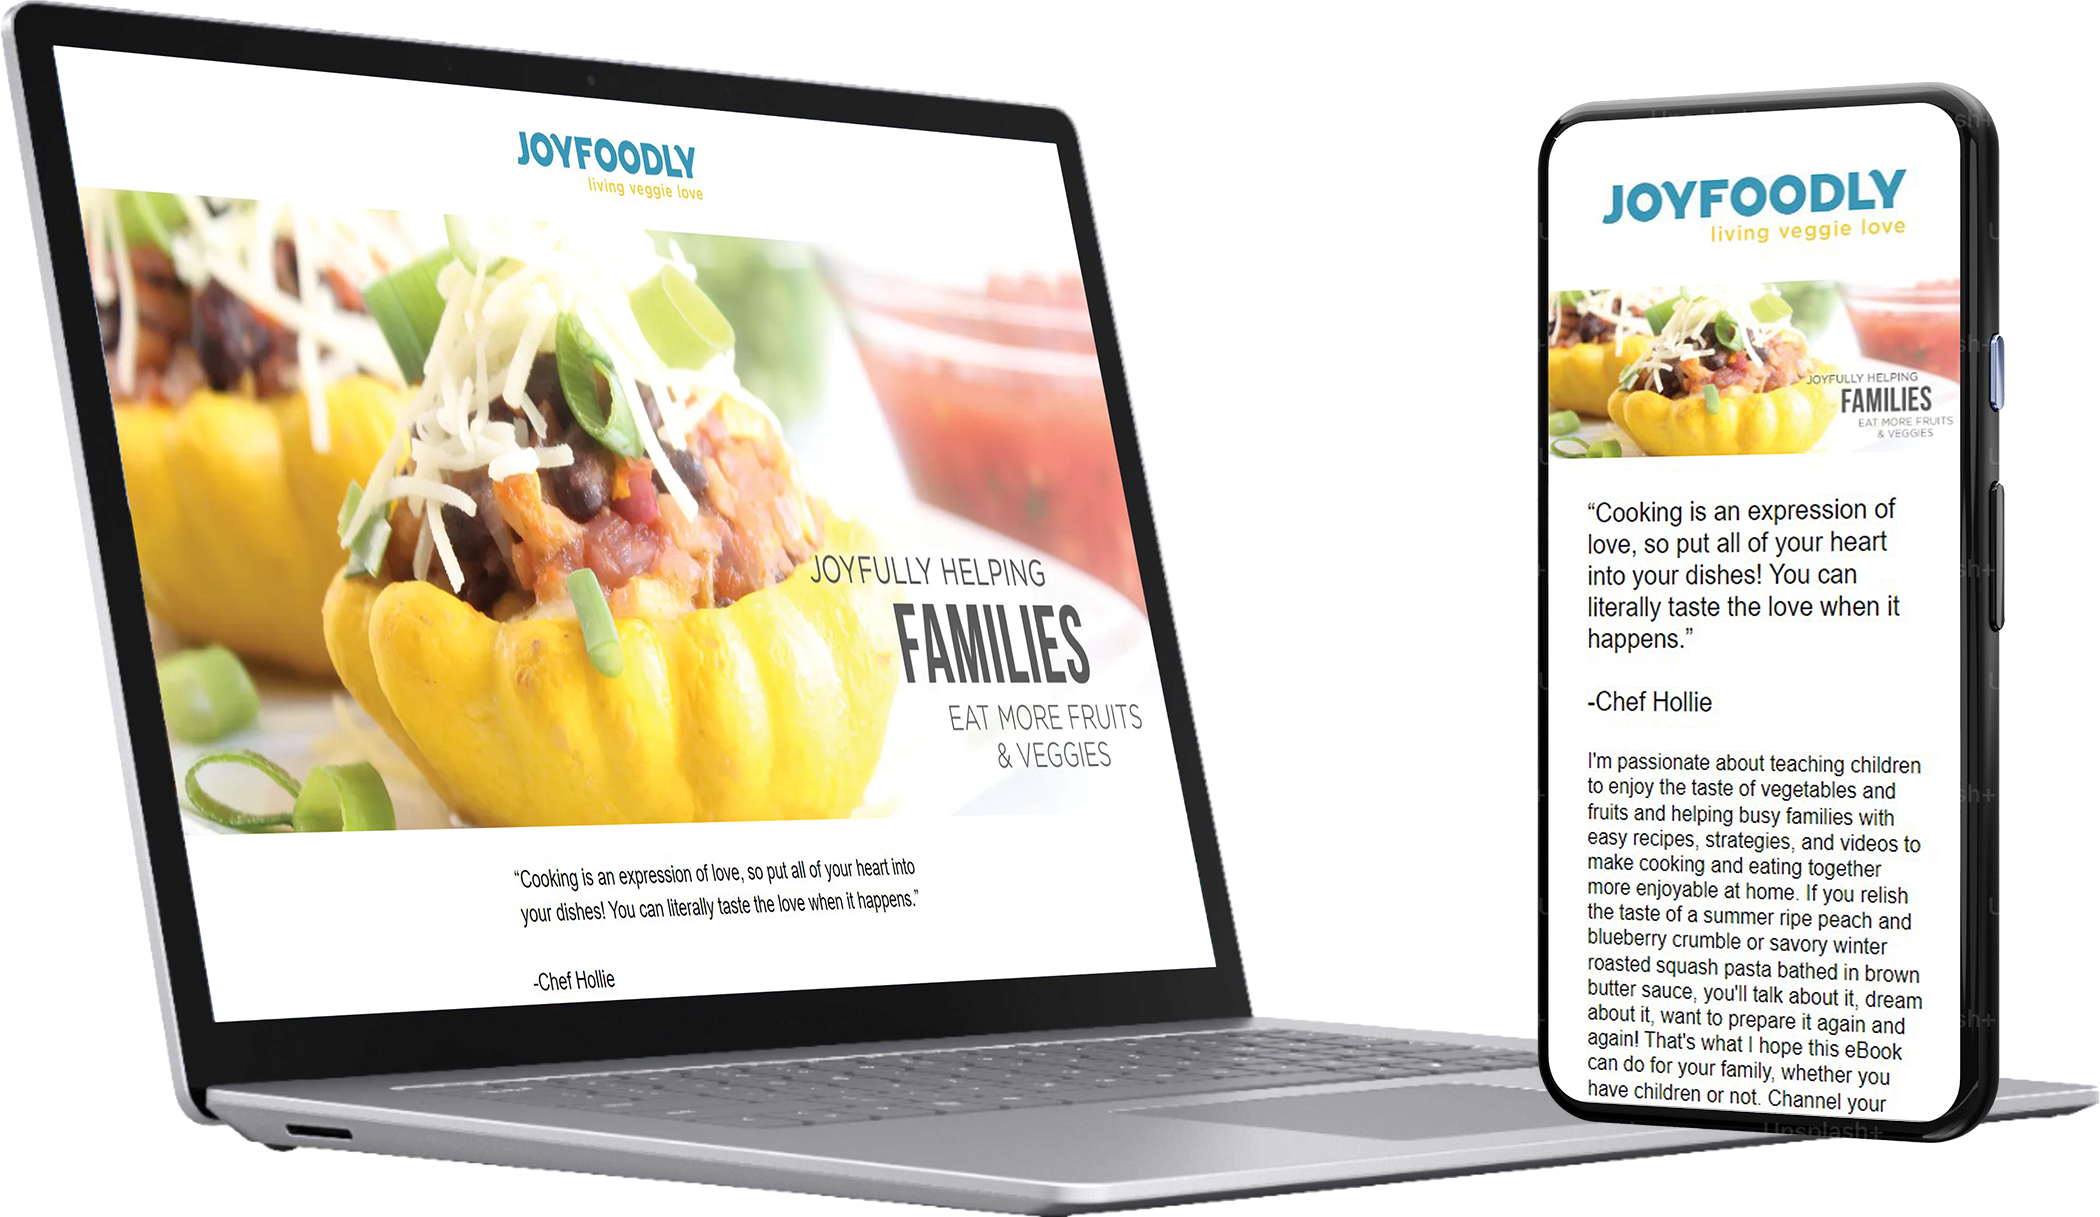 JOYFOODLY
living veggie love
JOYFULLY HELPING
FAMILIES
EAT MORE FRUITS
& VEGGIES
“Cooking is an expression of love, so put all of your heart into
your dishes! You can literally taste the love when it happens.”
-Chef Hollie
JOYFOODLY
living veggie love
JOYFULLY HELPING
FAMILIES
EAT MORE FRUITS
& VEGGIES
“Cooking is an expression of
love, so put all of your heart
into your dishes! You can
literally taste the love when it
happens.”
-Chef Hollie
I'm passionate about teaching children
to enjoy the taste of vegetables and
fruits and helping busy families with
easy recipes, strategies, and videos to
make cooking and eating together
more enjoyable at home. If you relish
the taste of a summer ripe peach and
blueberry crumble or savory winter
roasted squash pasta bathed in brown
butter sauce, you'll talk about it, dream
about it, want to prepare it again and
again! That's what I hope this eBook
can do for your family, whether you
have children or not. Channel your
Unsplash+